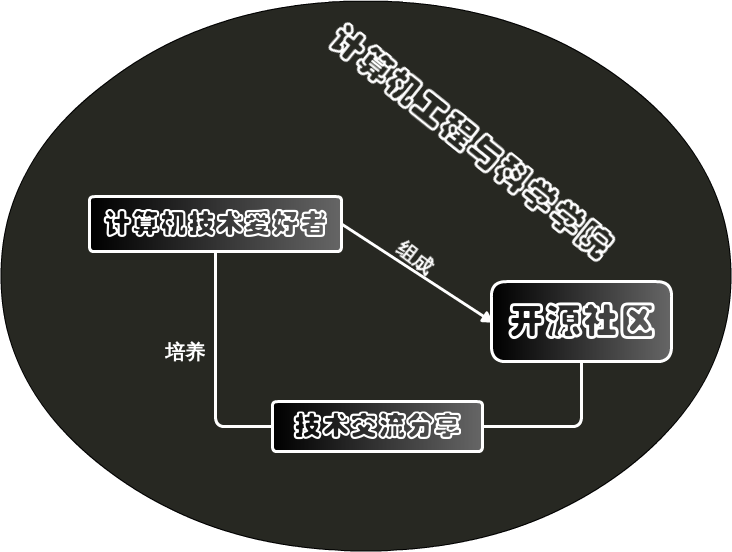 计算机工程与科学学院
计算机技术爱好者
组成
开源社区
培养
技术交流分享